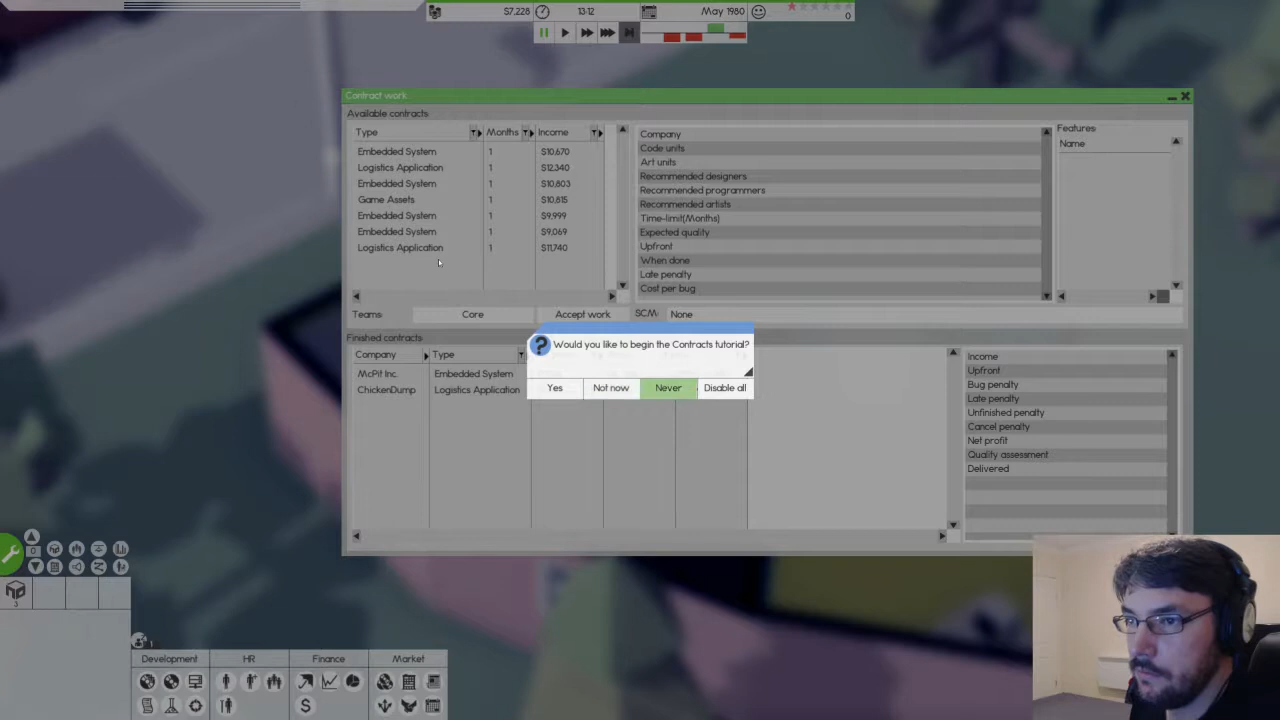 $7,228 13:12 May 1980 0
Contract work
Available contracts
Type Months Income
Embedded System 1 $10,670
Logistics Application 1 $12,340
Embedded System 1 $10,803
Game Assets 1 $10,815
Embedded System 1 $9,999
Embedded System 1 $9,069
Logistics Application 1 $11,740
Company
Code units
Art units
Recommended designers
Recommended programmers
Recommended artists
Time-limit(Months)
Expected quality
Upfront
When done
Late penalty
Cost per bug
Features
Name
Teams: Core Accept work SCM: None
Finished contracts
Company Type
McPit Inc. Embedded System
ChickenDump Logistics Application
Would you like to begin the Contracts tutorial?
Yes Not now Never Disable all
Income
Upfront
Bug penalty
Late penalty
Unfinished penalty
Cancel penalty
Net profit
Quality assessment
Delivered
0
3
1
Development HR Finance Market